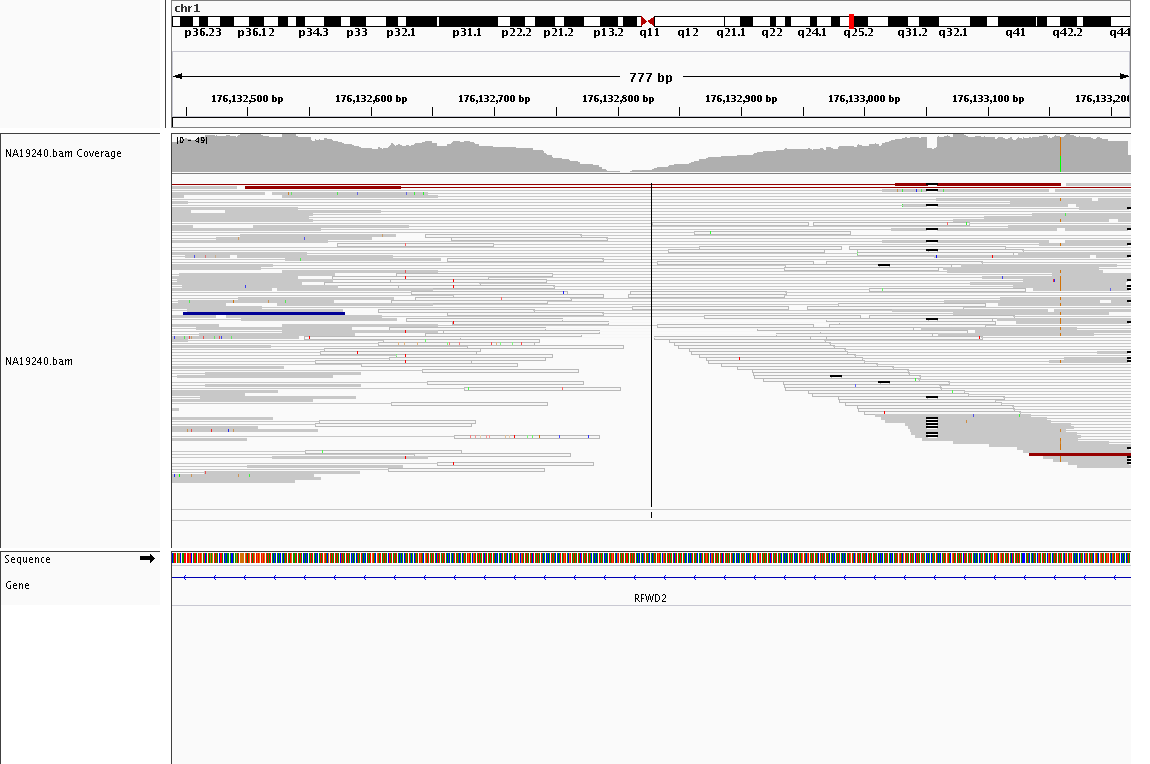 chr1
p36.23 p36.12 p34.3 p33 p32.1 p31.1 p22.2 p21.2 p13.2 q11 q12 q21.1 q22 q24.1 q25.2 q31.2 q32.1 q41 q42.2 q44
777 bp
176,132,500 bp 176,132,600 bp 176,132,700 bp 176,132,800 bp 176,132,900 bp 176,133,000 bp 176,133,100 bp 176,133,200
[0 - 49]
NA19240.bam Coverage
NA19240.bam
Sequence
Gene
RFWD2